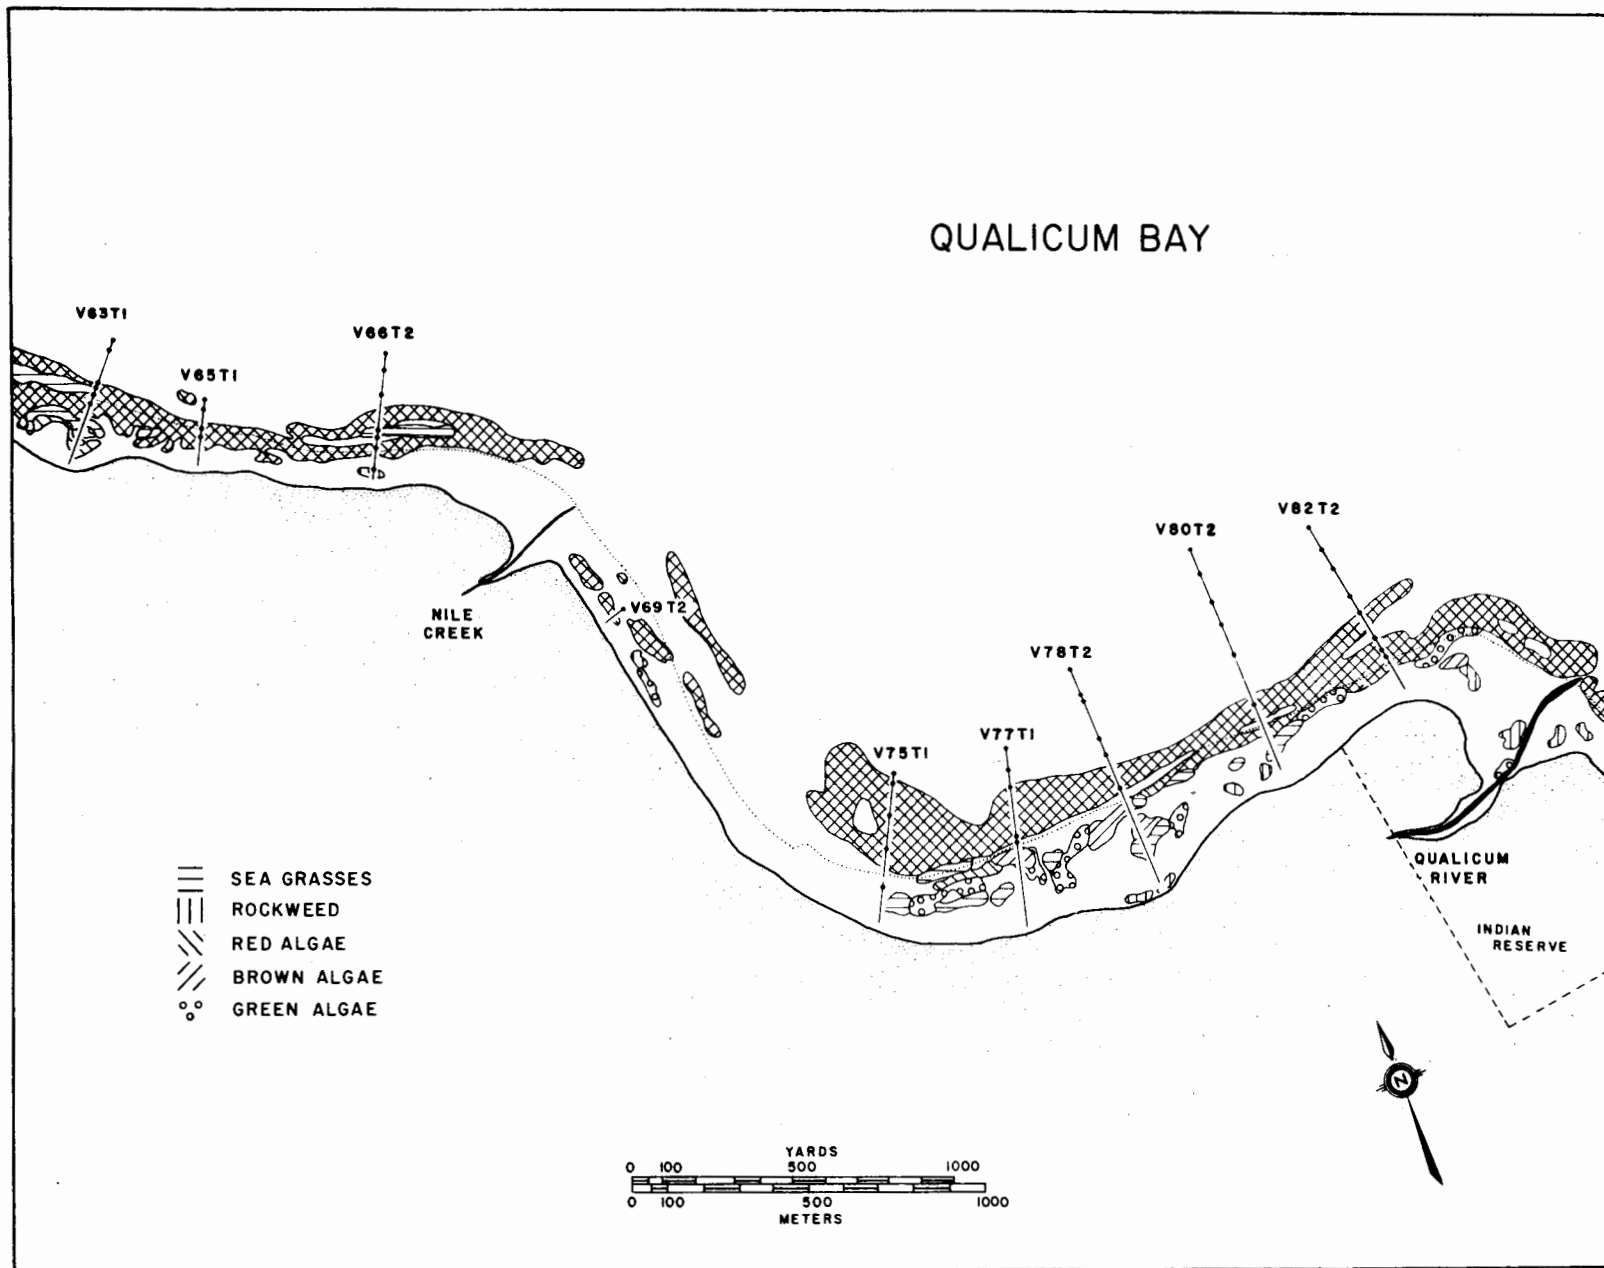 QUALICUM BAY
V63T1
V65T1
V66T2
V82T2
V80T2
NILE
CREEK
V69T2
V78T2
V77T1
V75T1
QUALICUM
RIVER
INDIAN
RESERVE
SEA GRASSES
ROCKWEED
RED ALGAE
BROWN ALGAE
GREEN ALGAE
N
YARDS
0 100 500 1000
0 100 500 1000
METERS